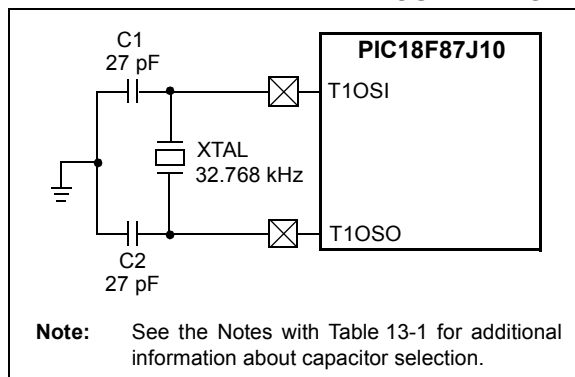 C1
27 pF
PIC18F87J10
T1OSI
XTAL
32.768 kHz
T1OSO
C2
27 pF
Note: See the Notes with Table 13-1 for additional
information about capacitor selection.